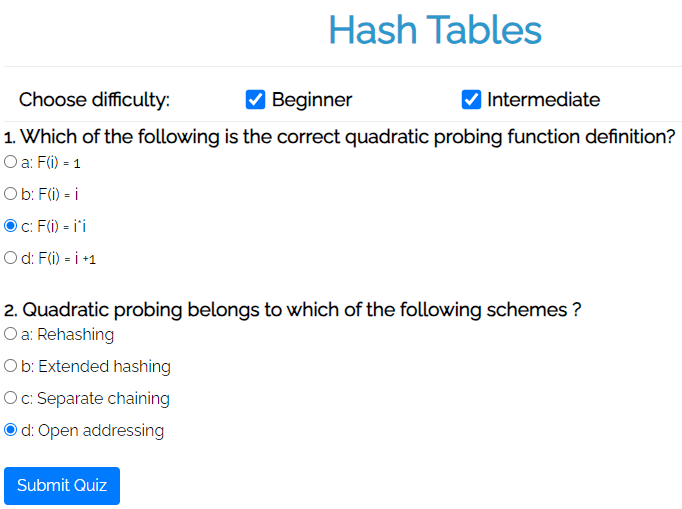 Hash Tables
Choose difficulty: Beginner Intermediate
1. Which of the following is the correct quadratic probing function definition?
a: F(i) = 1
b: F(i) = i
c: F(i) = i*i
d: F(i) = i +1
2. Quadratic probing belongs to which of the following schemes ?
a: Rehashing
b: Extended hashing
c: Separate chaining
d: Open addressing
Submit Quiz